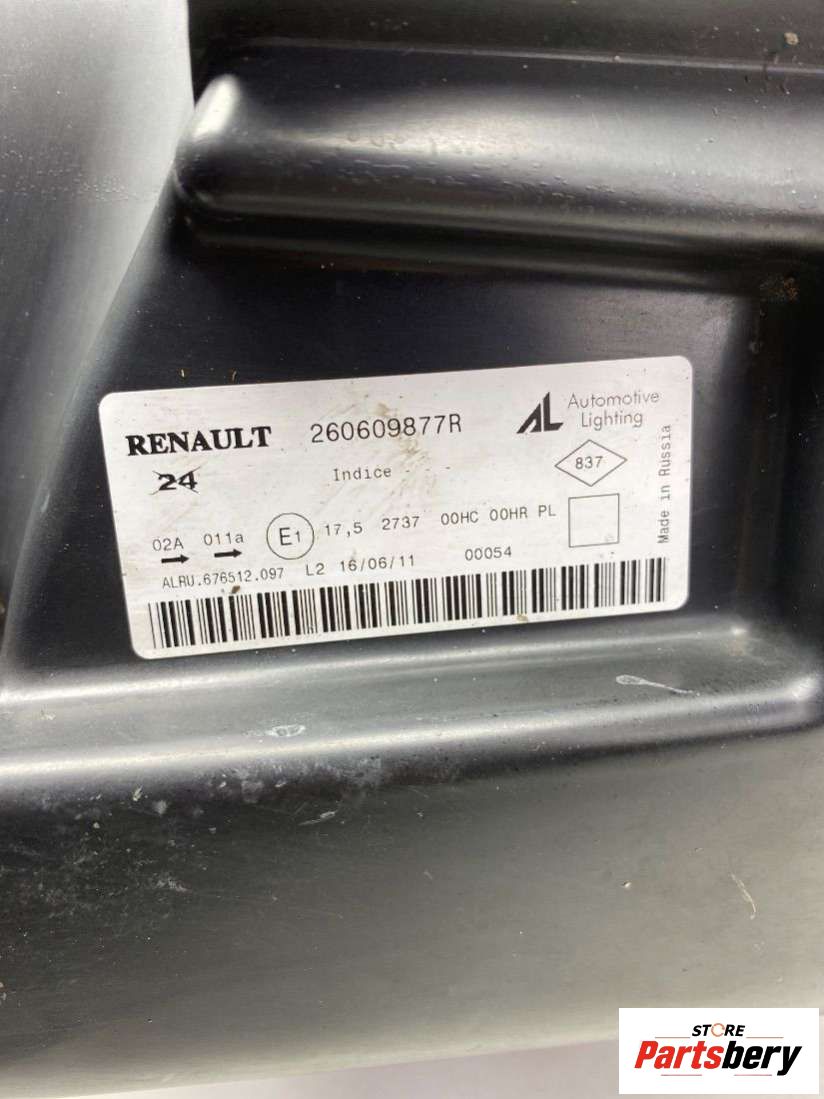 RENAULT 260609877R AL Automotive Lighting
24 Indice - - - 837
Made in Russia
02A 011a E1 17,5 2737 00HC 00HR PL
ALRU.676512.097 L2 16/06/11 00054
STORE
Partsbery